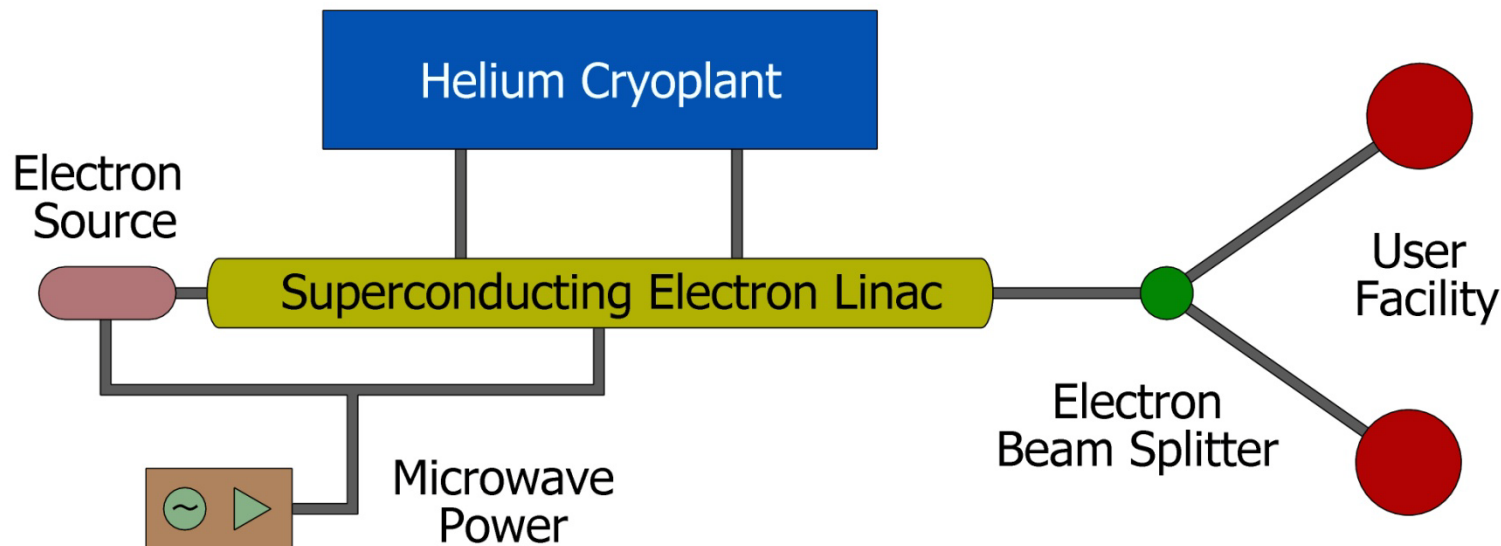 Helium Cryoplant
Electron
Source
Superconducting Electron Linac
User
Facility
Electron
Beam Splitter
Microwave
Power
~